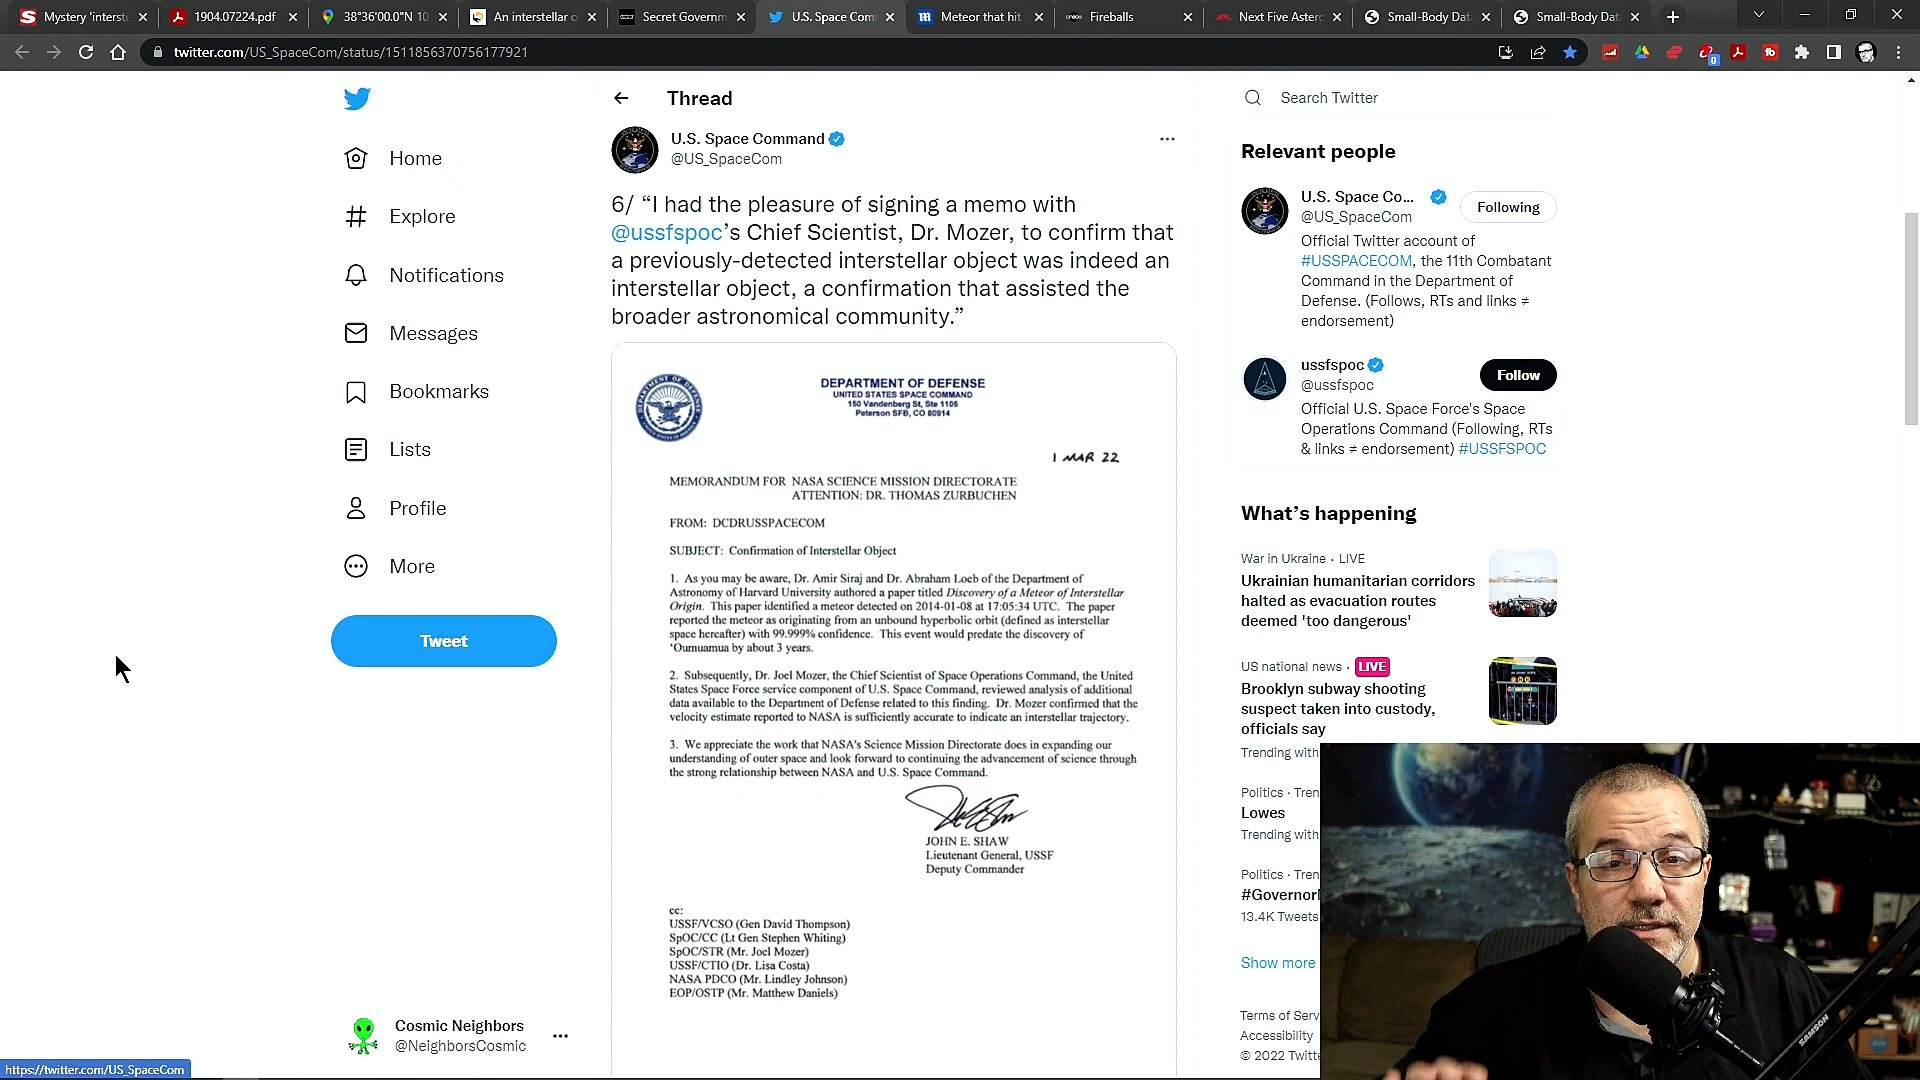 Mystery 'interst
1904.07224.pdf
38°36'00.0"N 10
An interstellar o
Secret Governm
U.S. Space Com
Meteor that hit
Fireballs
Next Five Astero
Small-Body Data
Small-Body Data
twitter.com/US_SpaceCom/status/1511856370756177921
0
Home
Explore
Notifications
Messages
Bookmarks
Lists
Profile
More
Tweet
Cosmic Neighbors
@NeighborsCosmic
https://twitter.com/US_SpaceCom
Thread
U.S. Space Command
@US_SpaceCom
6/ “I had the pleasure of signing a memo with
@ussfspoc’s Chief Scientist, Dr. Mozer, to confirm that
a previously-detected interstellar object was indeed an
interstellar object, a confirmation that assisted the
broader astronomical community.”
DEPARTMENT OF DEFENSE
UNITED STATES SPACE COMMAND
150 Vandenberg St, Ste 1105
Peterson SFB, CO 80914
1 MAR 22
MEMORANDUM FOR NASA SCIENCE MISSION DIRECTORATE
ATTENTION: DR. THOMAS ZURBUCHEN
FROM: DCDRUSSPACECOM
SUBJECT: Confirmation of Interstellar Object
1. As you may be aware, Dr. Amir Siraj and Dr. Abraham Loeb of the Department of
Astronomy of Harvard University authored a paper titled Discovery of a Meteor of Interstellar
Origin. This paper identified a meteor detected on 2014-01-08 at 17:05:34 UTC. The paper
reported the meteor as originating from an unbound hyperbolic orbit (defined as interstellar
space hereafter) with 99.999% confidence. This event would predate the discovery of
‘Oumuamua by about 3 years.
2. Subsequently, Dr. Joel Mozer, the Chief Scientist of Space Operations Command, the United
States Space Force service component of U.S. Space Command, reviewed analysis of additional
data available to the Department of Defense related to this finding. Dr. Mozer confirmed that the
velocity estimate reported to NASA is sufficiently accurate to indicate an interstellar trajectory.
3. We appreciate the work that NASA's Science Mission Directorate does in expanding our
understanding of outer space and look forward to continuing the advancement of science through
the strong relationship between NASA and U.S. Space Command.
JOHN E. SHAW
Lieutenant General, USSF
Deputy Commander
cc:
USSF/VCSO (Gen David Thompson)
SpOC/CC (Lt Gen Stephen Whiting)
SpOC/STR (Mr. Joel Mozer)
USSF/CTIO (Dr. Lisa Costa)
NASA PDCO (Mr. Lindley Johnson)
EOP/OSTP (Mr. Matthew Daniels)
Search Twitter
Relevant people
U.S. Space Co...
@US_SpaceCom
Following
Official Twitter account of
#USSPACECOM, the 11th Combatant
Command in the Department of
Defense. (Follows, RTs and links ≠
endorsement)
ussfspoc
@ussfspoc
Follow
Official U.S. Space Force's Space
Operations Command (Following, RTs
& links ≠ endorsement) #USSFSPOC
What’s happening
War in Ukraine · LIVE
Ukrainian humanitarian corridors
halted as evacuation routes
deemed 'too dangerous'
US national news · LIVE
Brooklyn subway shooting
suspect taken into custody,
officials say
Trending with
Politics · Tren
Lowes
Trending with
Politics · Tren
#Governor
13.4K Tweets
Show more
Terms of Serv
Accessibility
© 2022 Twitte
SAMSON